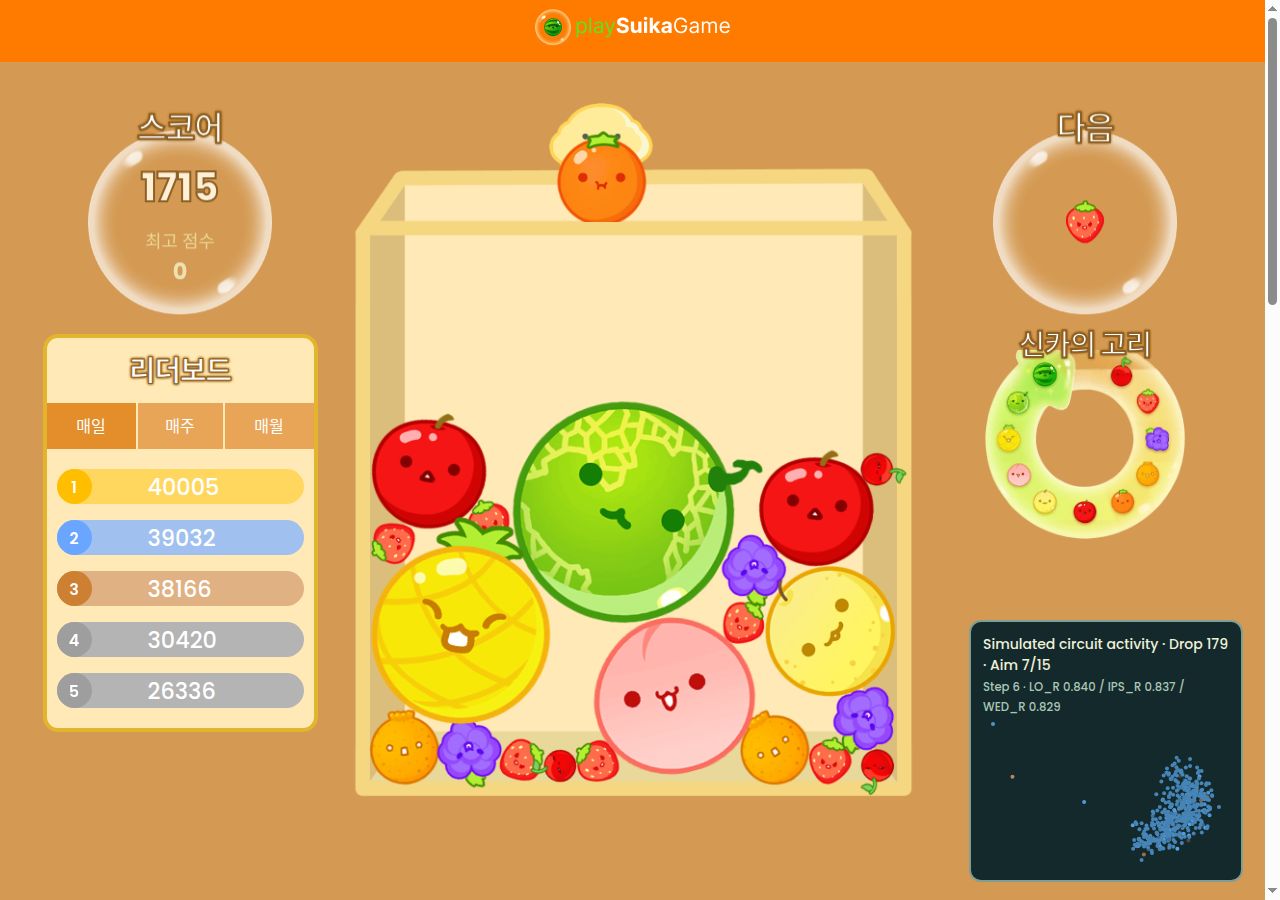 playSuikaGame
스코어
1715
최고 점수
0
리더보드
매일 매주 매월
1 40005
2 39032
3 38166
4 30420
5 26336
다음
신카의 고리
Simulated circuit activity · Drop 179
· Aim 7/15
Step 6 · LO_R 0.840 / IPS_R 0.837 /
WED_R 0.829